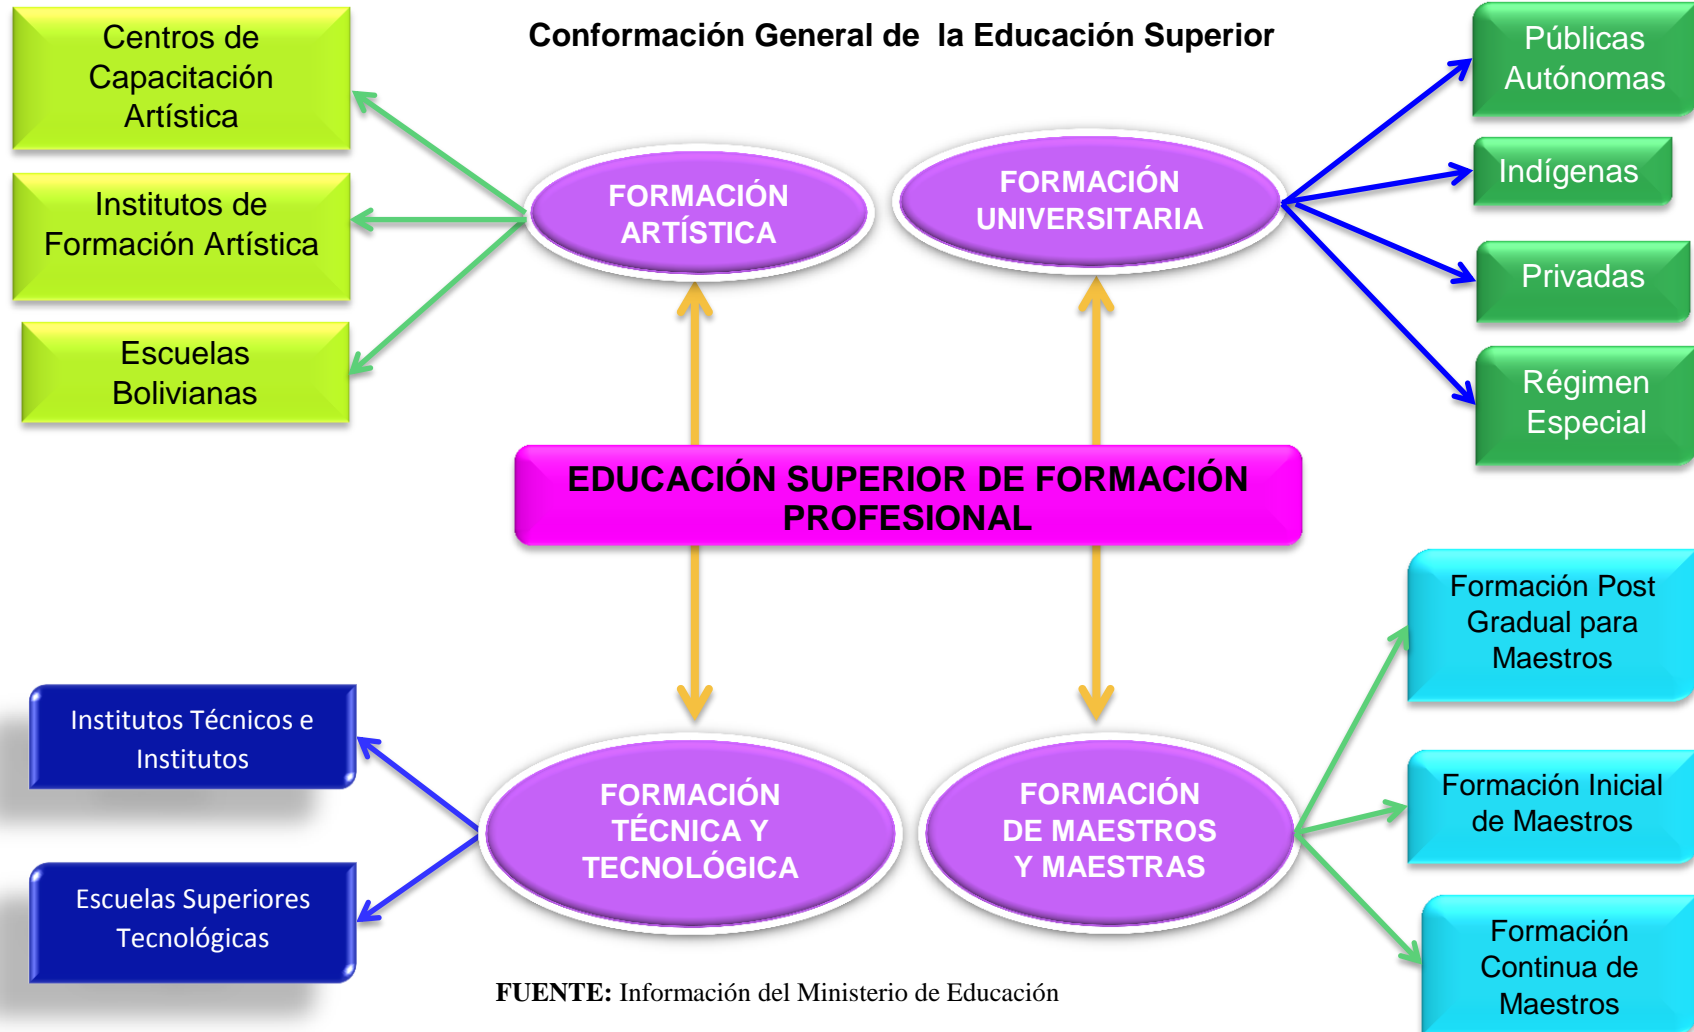 Conformación General de la Educación Superior
Centros de
Capacitación
Artística
Institutos de
Formación Artística
Escuelas
Bolivianas
FORMACIÓN
ARTÍSTICA
FORMACIÓN
UNIVERSITARIA
Públicas
Autónomas
Indígenas
Privadas
Régimen
Especial
EDUCACIÓN SUPERIOR DE FORMACIÓN
PROFESIONAL
Institutos Técnicos e
Institutos
Escuelas Superiores
Tecnológicas
FORMACIÓN
TÉCNICA Y
TECNOLÓGICA
FORMACIÓN
DE MAESTROS
Y MAESTRAS
Formación Post
Gradual para
Maestros
Formación Inicial
de Maestros
Formación
Continua de
Maestros
FUENTE: Información del Ministerio de Educación